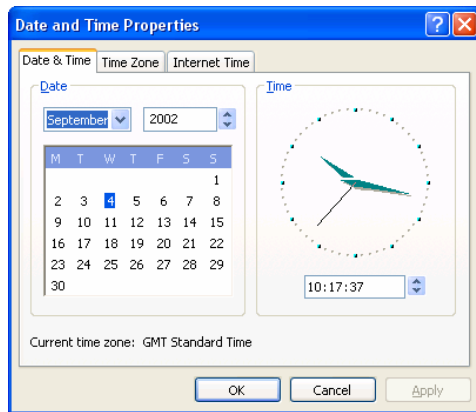 Date and Time Properties
Date & Time Time Zone Internet Time
Date
September 2002
M T W T F S S
1
2 3 4 5 6 7 8
9 10 11 12 13 14 15
16 17 18 19 20 21 22
23 24 25 26 27 28 29
30
Time
10:17:37
Current time zone: GMT Standard Time
OK Cancel Apply